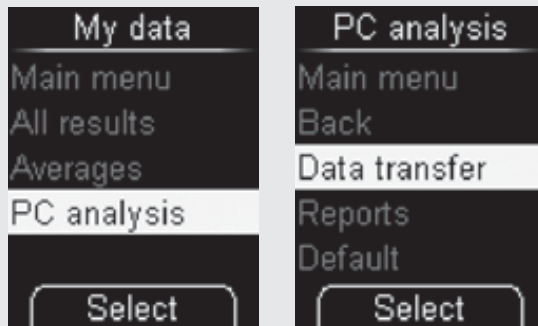 My data
Main menu
All results
Averages
PC analysis
Select
PC analysis
Main menu
Back
Data transfer
Reports
Default
Select